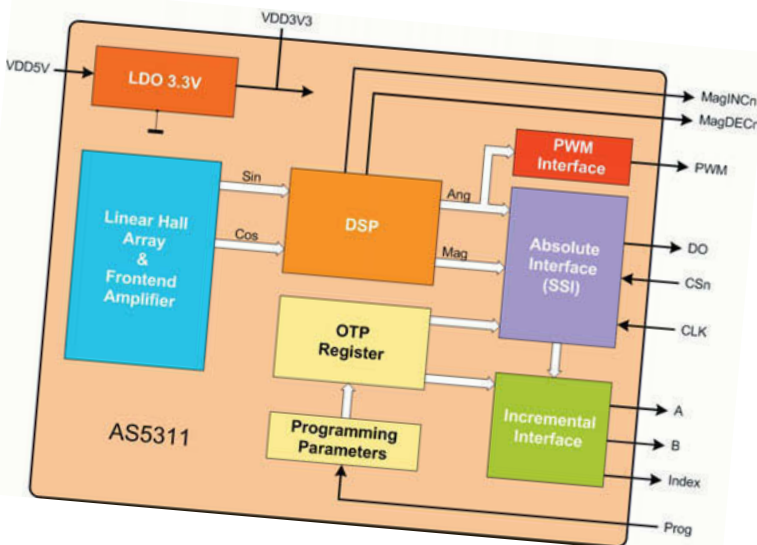 VDD3V3
VDD5V
LDO 3.3V
MagINCn
MagDECn
PWM
Interface
PWM
Sin
Cos
Linear Hall
Array
&
Frontend
Amplifier
DSP
Ang
Mag
Absolute
Interface
(SSI)
DO
CSn
CLK
OTP
Register
Incremental
Interface
A
B
Index
Programming
Parameters
AS5311
Prog